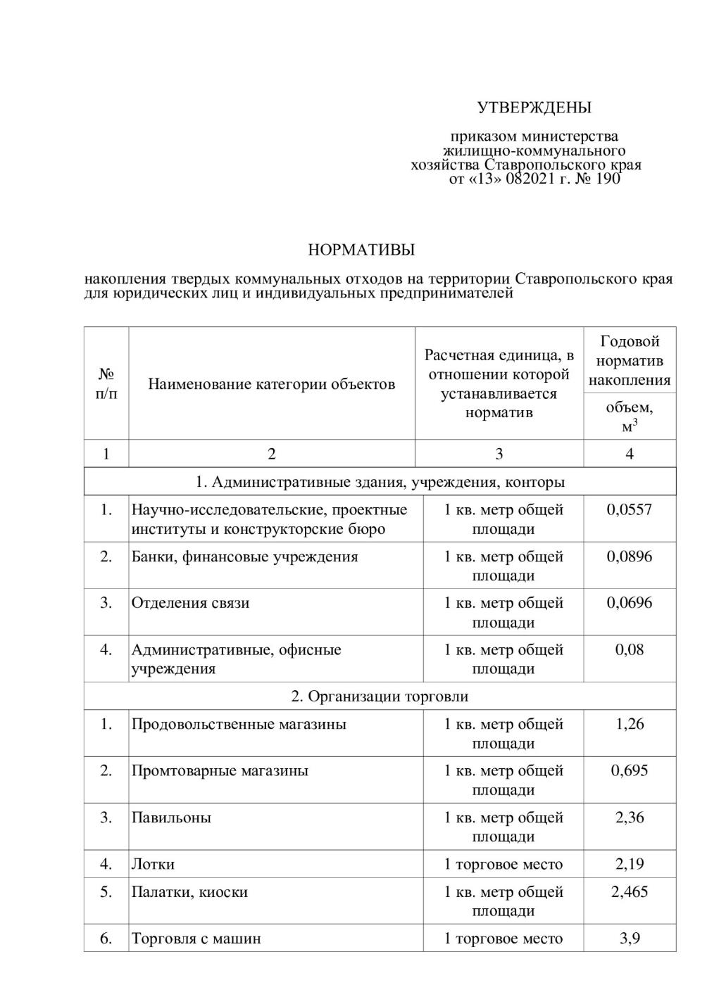 УТВЕРЖДЕНЫ
приказом министерства
жилищно-коммунального
хозяйства Ставропольского края
от «13» 082021 г. № 190
НОРМАТИВЫ
накопления твердых коммунальных отходов на территории Ставропольского края
для юридических лиц и индивидуальных предпринимателей
№
п/п
Наименование категории объектов
Расчетная единица, в
отношении которой
устанавливается
норматив
Годовой
норматив
накопления
объем,
м³
1 2 3 4
1. Административные здания, учреждения, конторы
1. Научно-исследовательские, проектные 1 кв. метр общей 0,0557
институты и конструкторские бюро площади
2. Банки, финансовые учреждения 1 кв. метр общей 0,0896
площади
3. Отделения связи 1 кв. метр общей 0,0696
площади
4. Административные, офисные 1 кв. метр общей 0,08
учреждения площади
2. Организации торговли
1. Продовольственные магазины 1 кв. метр общей 1,26
площади
2. Промтоварные магазины 1 кв. метр общей 0,695
площади
3. Павильоны 1 кв. метр общей 2,36
площади
4. Лотки 1 торговое место 2,19
5. Палатки, киоски 1 кв. метр общей 2,465
площади
6. Торговля с машин 1 торговое место 3,9